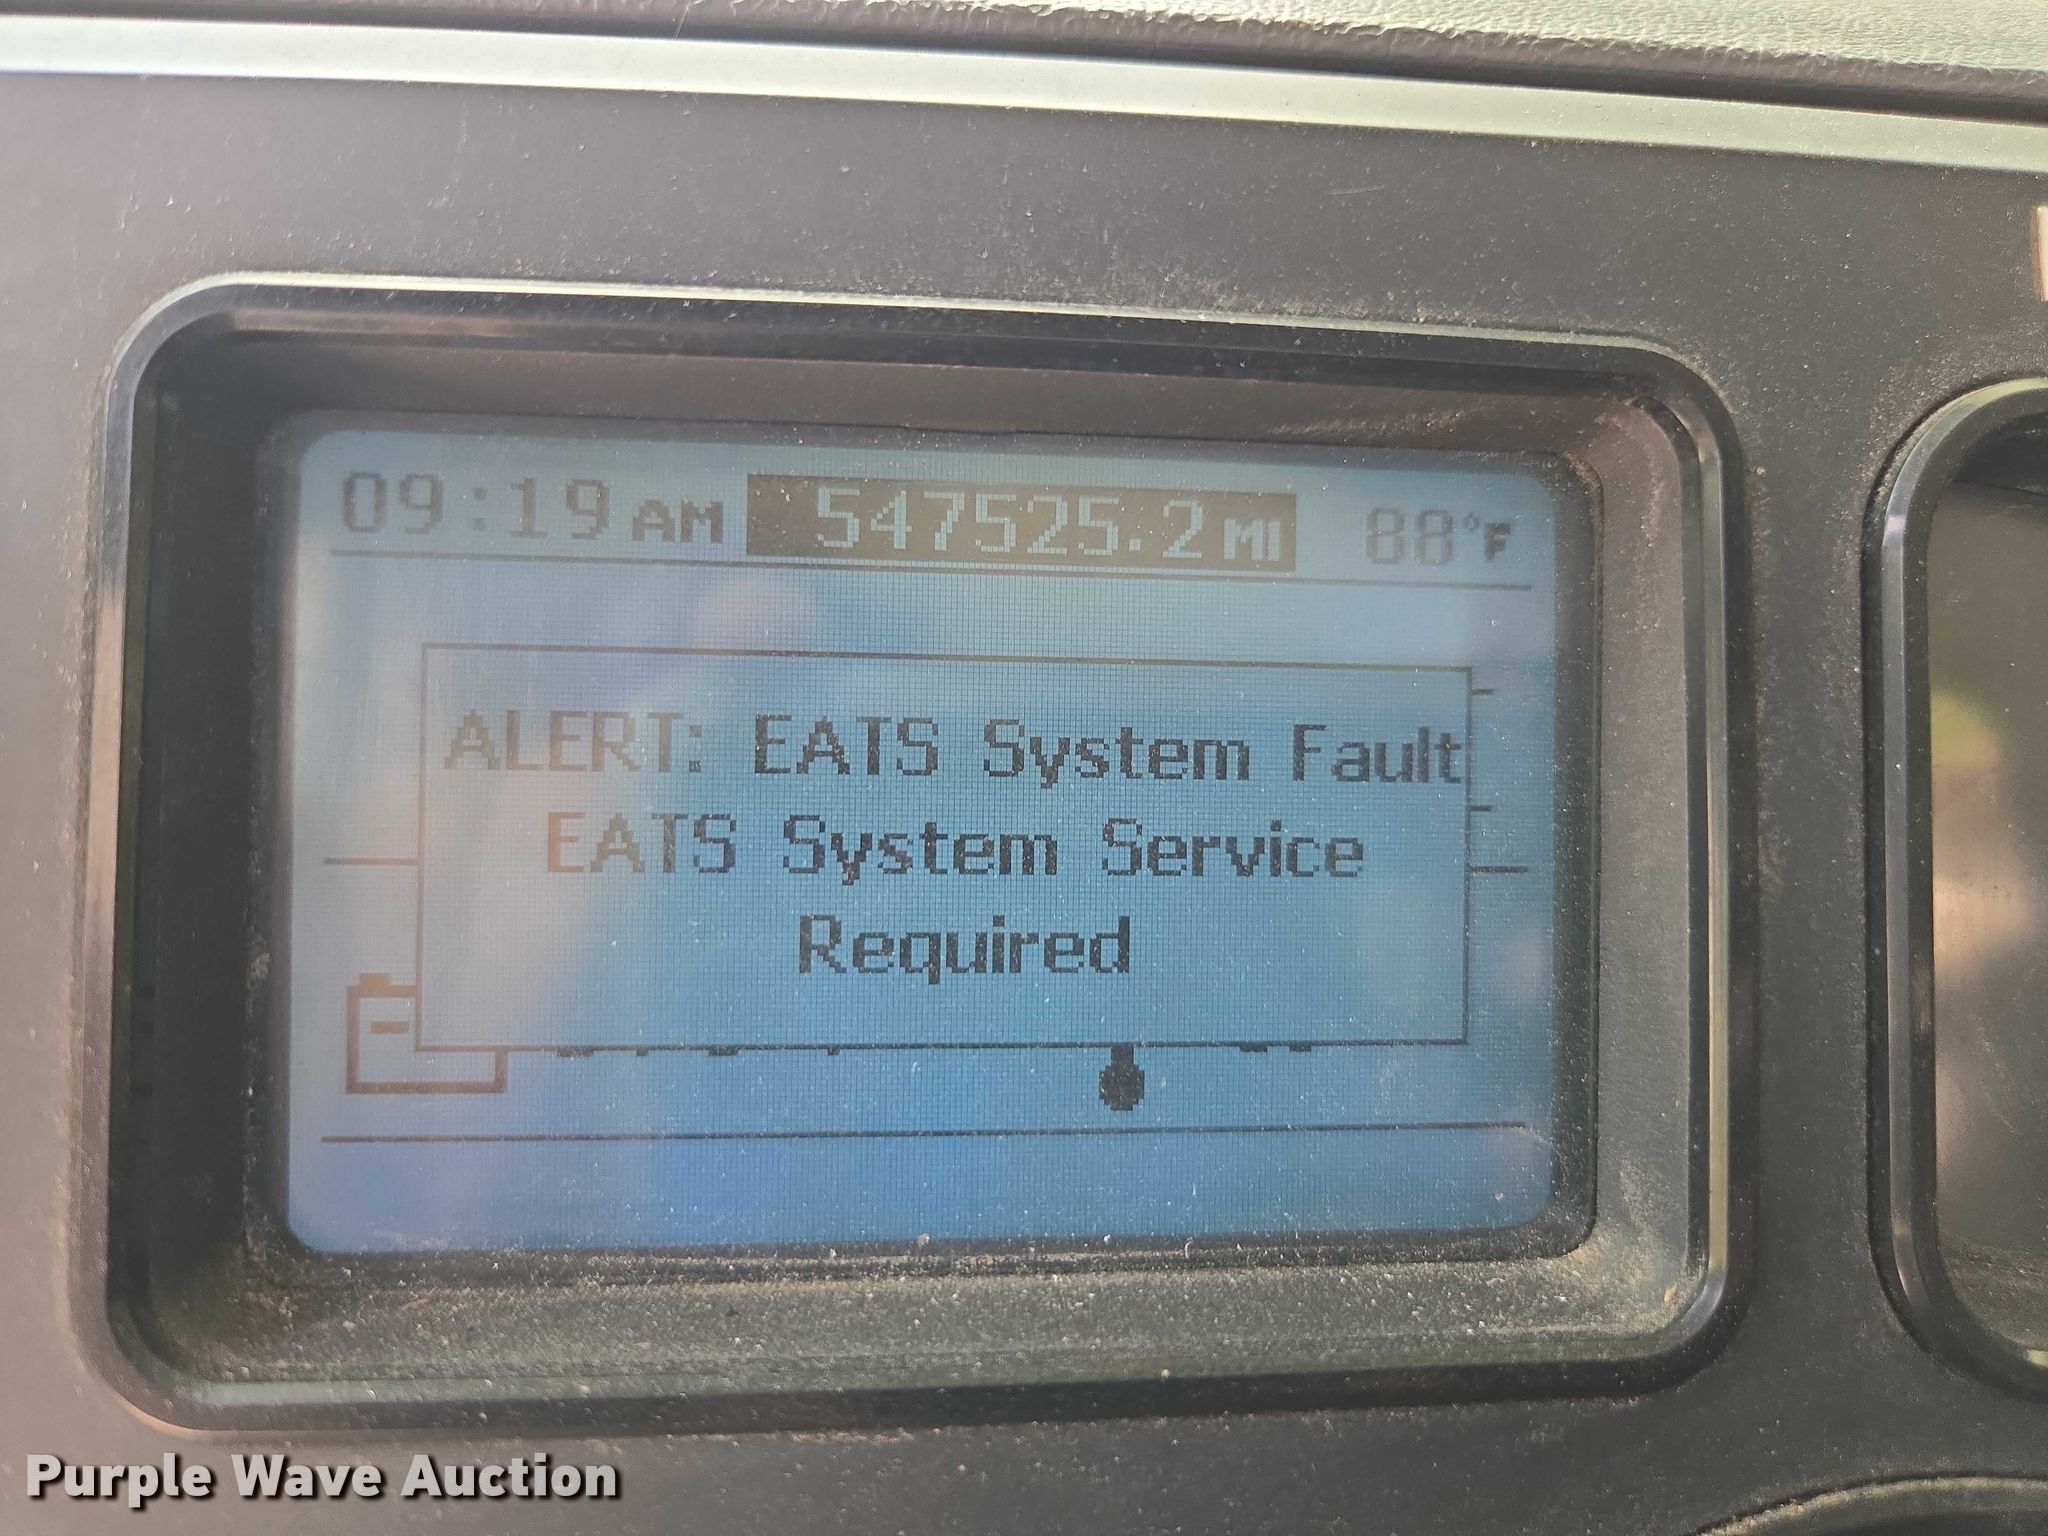 09:19 AM 547525.2 MI 88°F
ALERT: EATS System Fault
EATS System Service
Required
Purple Wave Auction